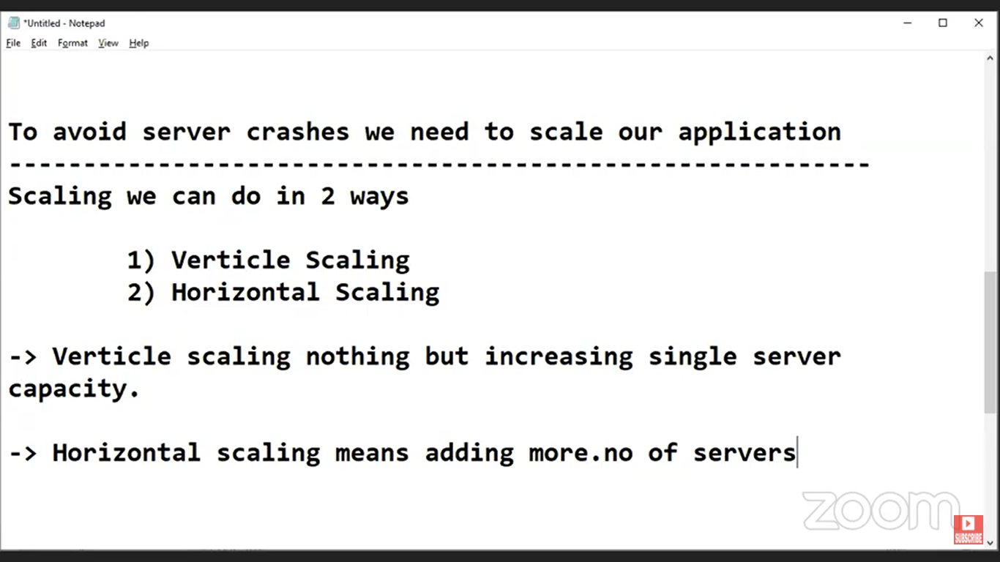 *Untitled - Notepad
File Edit Format View Help
To avoid server crashes we need to scale our application
----------------------------------------------------------
Scaling we can do in 2 ways
1) Verticle Scaling
2) Horizontal Scaling
-> Verticle scaling nothing but increasing single server
capacity.
-> Horizontal scaling means adding more.no of servers
zoom
SUBSCRIBE